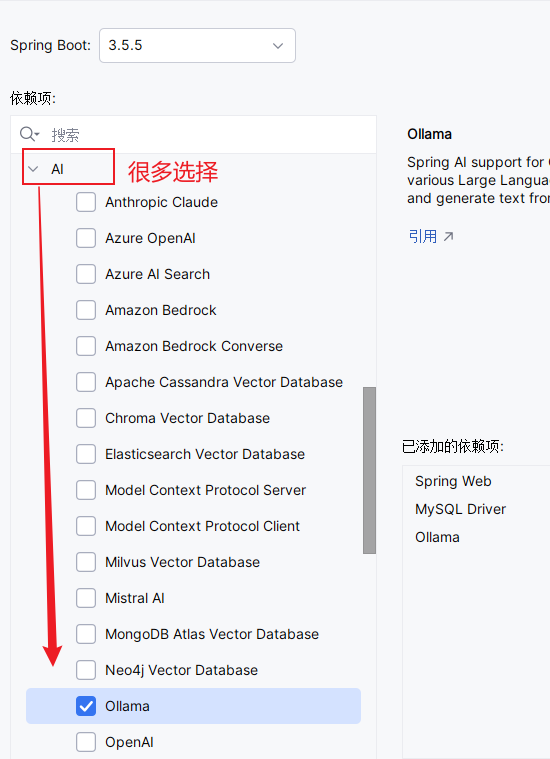 Spring Boot: 3.5.5
依赖项:
搜索
AI
很多选择
Anthropic Claude
Azure OpenAI
Azure AI Search
Amazon Bedrock
Amazon Bedrock Converse
Apache Cassandra Vector Database
Chroma Vector Database
Elasticsearch Vector Database
Model Context Protocol Server
Model Context Protocol Client
Milvus Vector Database
Mistral AI
MongoDB Atlas Vector Database
Neo4j Vector Database
Ollama
OpenAI
Ollama
Spring AI support for
various Large Langua
and generate text from
引用
已添加的依赖项:
Spring Web
MySQL Driver
Ollama